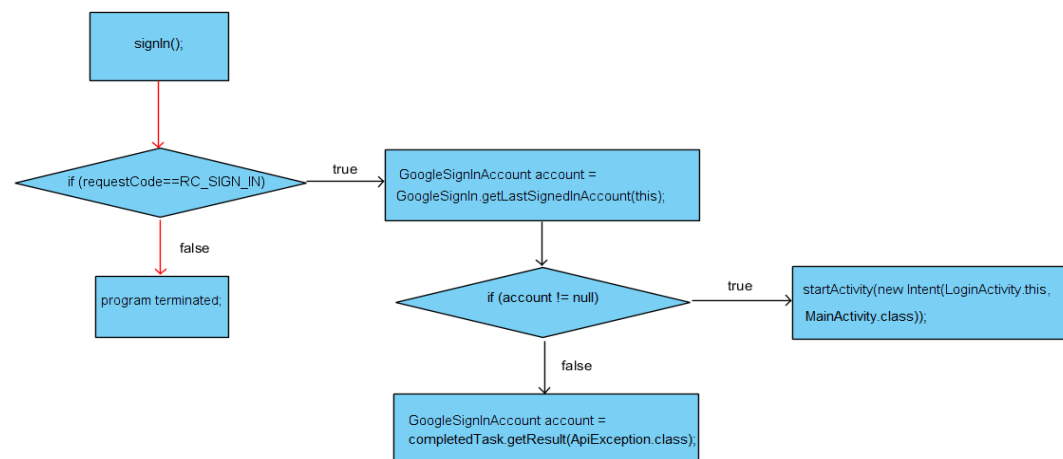 signIn();
if (requestCode==RC_SIGN_IN)
true
GoogleSignInAccount account =
GoogleSignIn.getLastSignedInAccount(this);
false
program terminated;
if (account != null)
true
startActivity(new Intent(LoginActivity.this,
MainActivity.class));
false
GoogleSignInAccount account =
completedTask.getResult(ApiException.class);